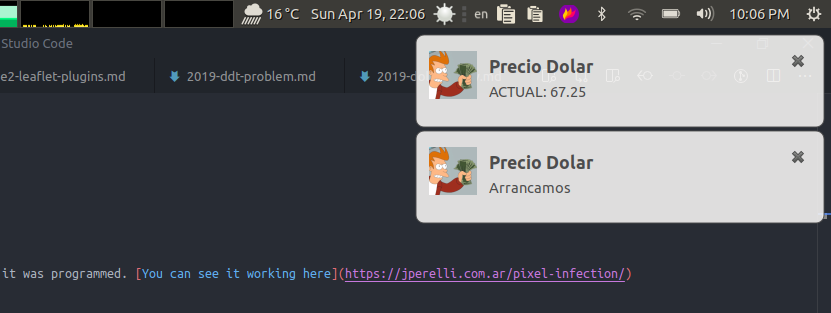 16 °C Sun Apr 19, 22:06 en 10:06 PM
Studio Code
e2-leaflet-plugins.md 2019-ddt-problem.md
Precio Dolar
ACTUAL: 67.25
Precio Dolar
Arrancamos
it was programmed. [You can see it working here](https://jperelli.com.ar/pixel-infection/)